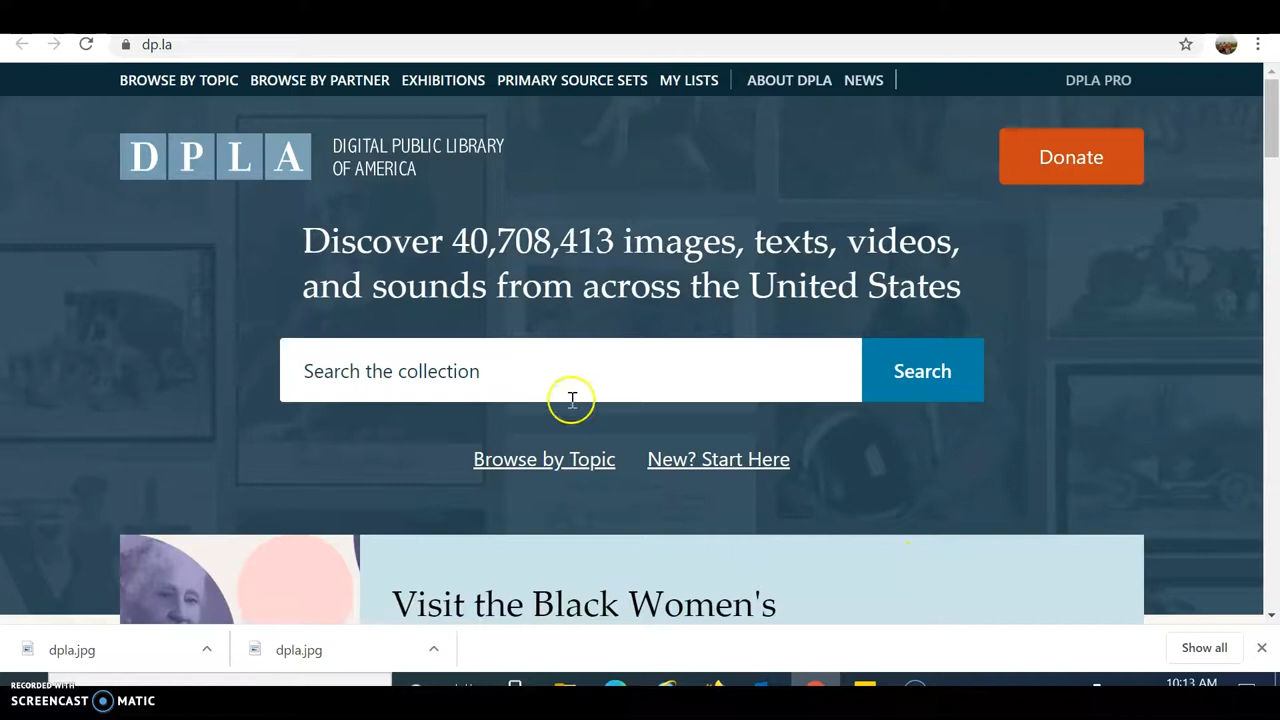 dp.la
BROWSE BY TOPIC BROWSE BY PARTNER EXHIBITIONS PRIMARY SOURCE SETS MY LISTS ABOUT DPLA NEWS DPLA PRO
DPLA DIGITAL PUBLIC LIBRARY
OF AMERICA
Donate
Discover 40,708,413 images, texts, videos,
and sounds from across the United States
Search the collection Search
Browse by Topic New? Start Here
Visit the Black Women's
dpla.jpg dpla.jpg Show all
10:13 AM
RECORDED WITH
SCREENCAST MATIC